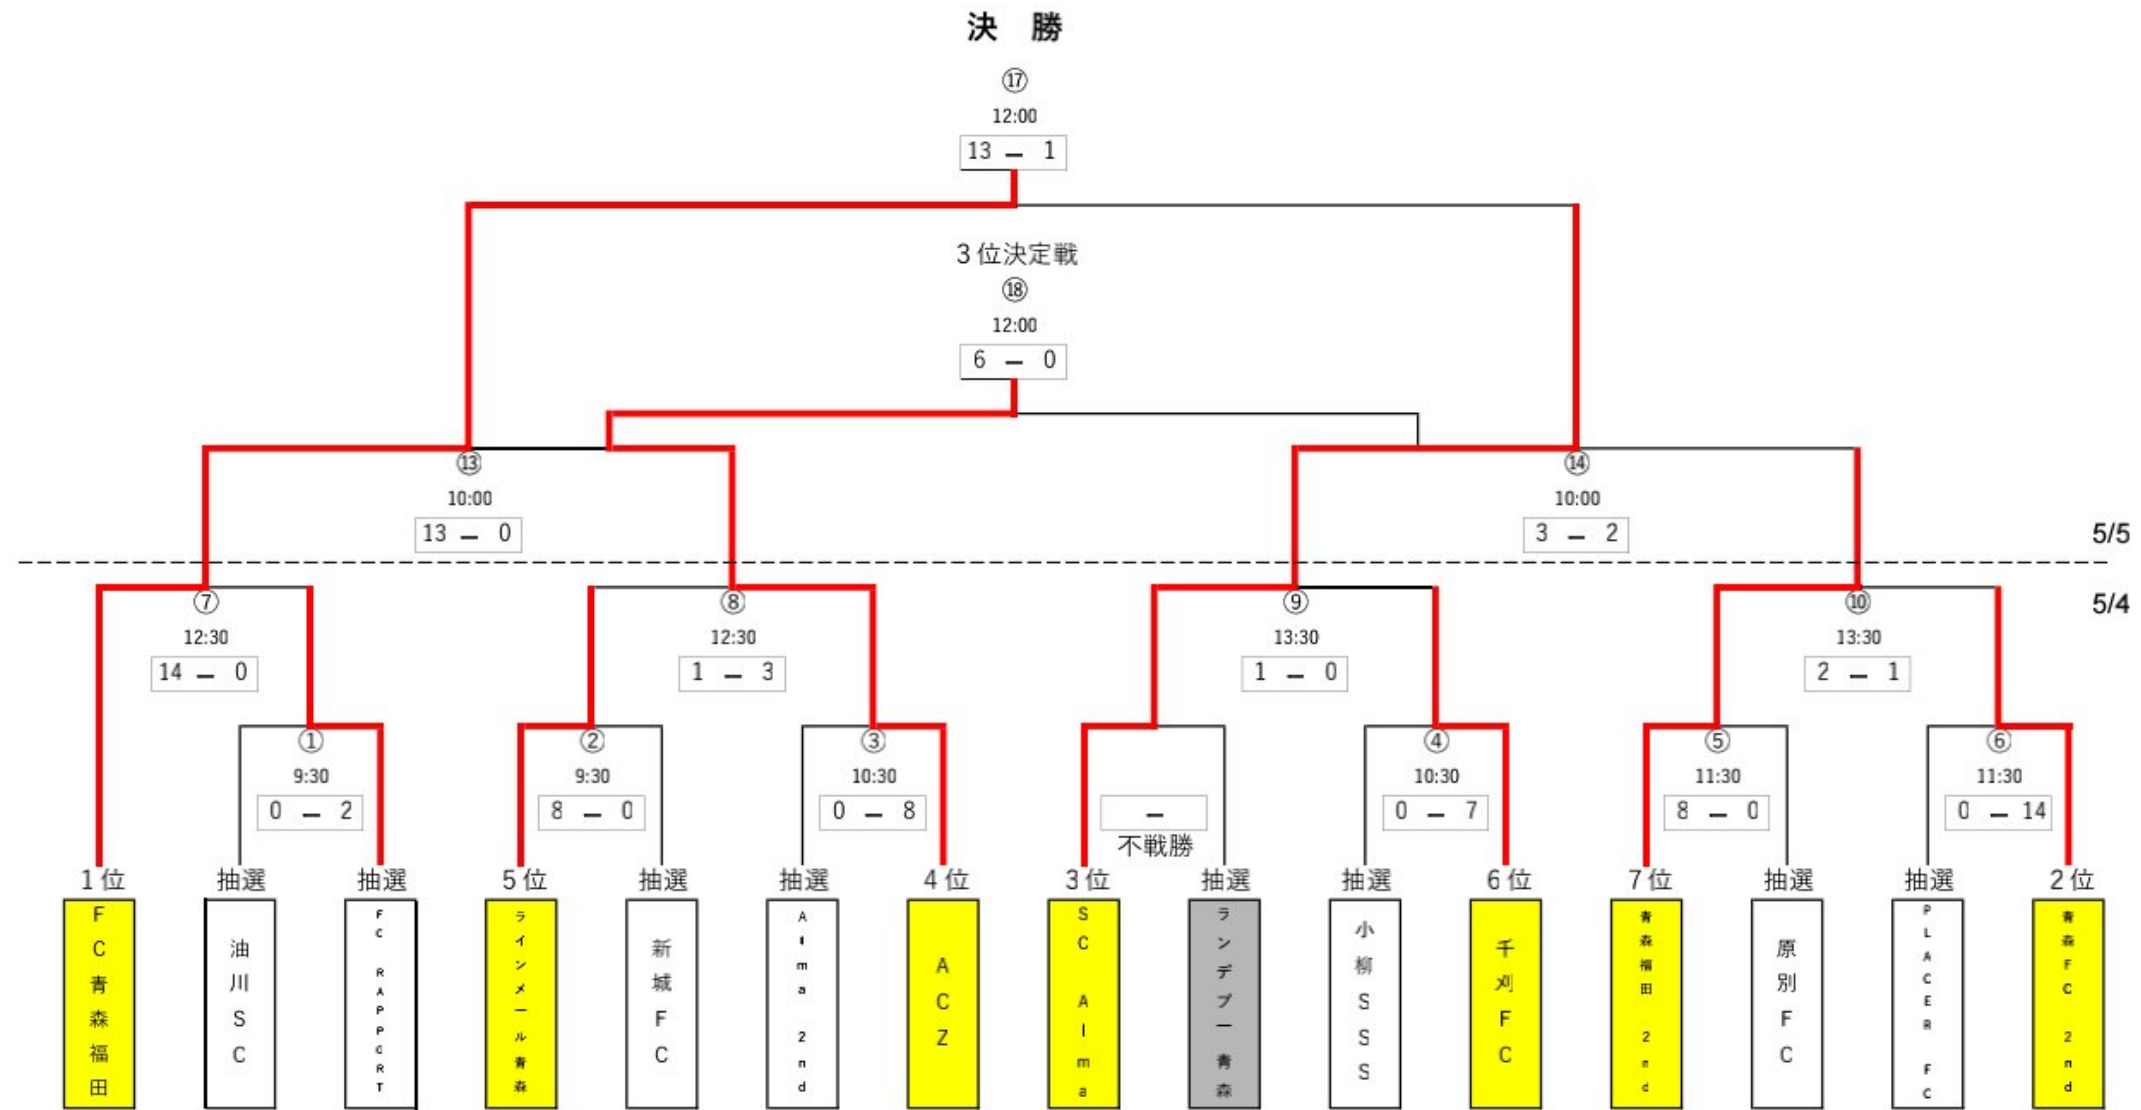 決 勝
⑰
12:00
13 － 1
3位決定戦
⑱
12:00
6 － 0
⑬
10:00
13 － 0
⑭
10:00
3 － 2
5/5
5/4
⑦
12:30
14 － 0
⑧
12:30
1 － 3
⑨
13:30
1 － 0
⑩
13:30
2 － 1
①
9:30
0 － 2
②
9:30
8 － 0
③
10:30
0 － 8
－
不戦勝
④
10:30
0 － 7
⑤
11:30
8 － 0
⑥
11:30
0 － 14
1位
抽選
抽選
5位
抽選
抽選
4位
3位
抽選
抽選
6位
7位
抽選
抽選
2位
FC青森福田
油川SC
FC RAPPORT
ラインメール青森
新城FC
Alma 2nd
ACZ
SC Alma
ランデブー青森
小柳SSS
千刈FC
青森福田 2nd
原別FC
PLACER FC
青森FC 2nd